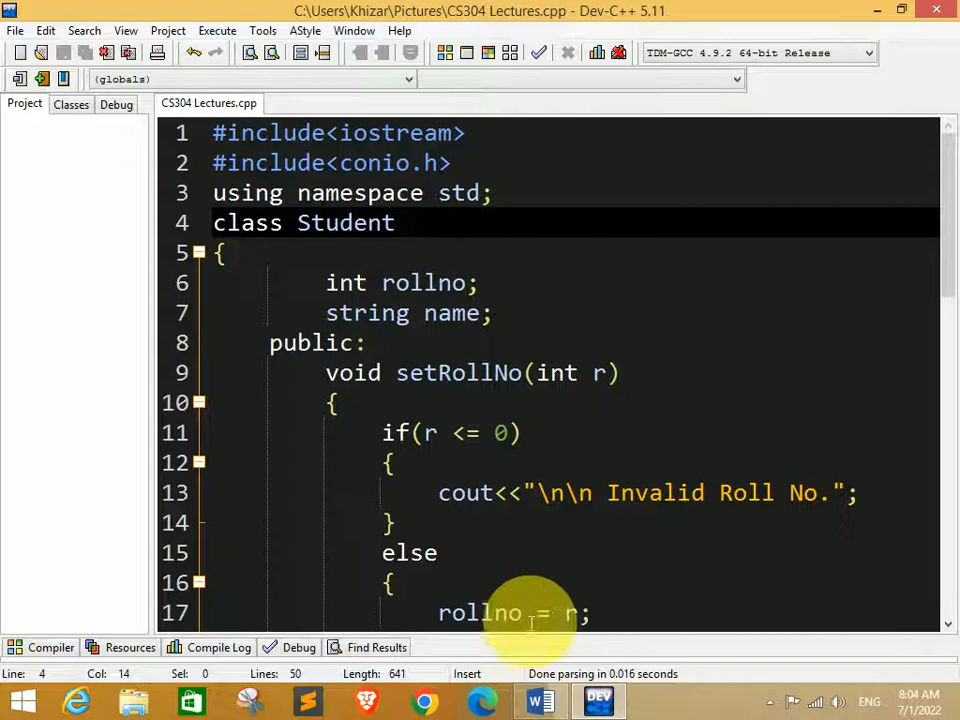 C:\Users\Khizar\Pictures\CS304 Lectures.cpp - Dev-C++ 5.11
File Edit Search View Project Execute Tools AStyle Window Help
TDM-GCC 4.9.2 64-bit Release
(globals)
Project Classes Debug CS304 Lectures.cpp
1 #include<iostream>
2 #include<conio.h>
3 using namespace std;
4 class Student
5 {
6 int rollno;
7 string name;
8 public:
9 void setRollNo(int r)
10 {
11 if(r <= 0)
12 {
13 cout<<"\n\n Invalid Roll No.";
14 }
15 else
16 {
17 rollno = r;
Compiler Resources Compile Log Debug Find Results
Line: 4 Col: 14 Sel: 0 Lines: 50 Length: 641 Insert Done parsing in 0.016 seconds
DEV ENG 8:04 AM
7/1/2022